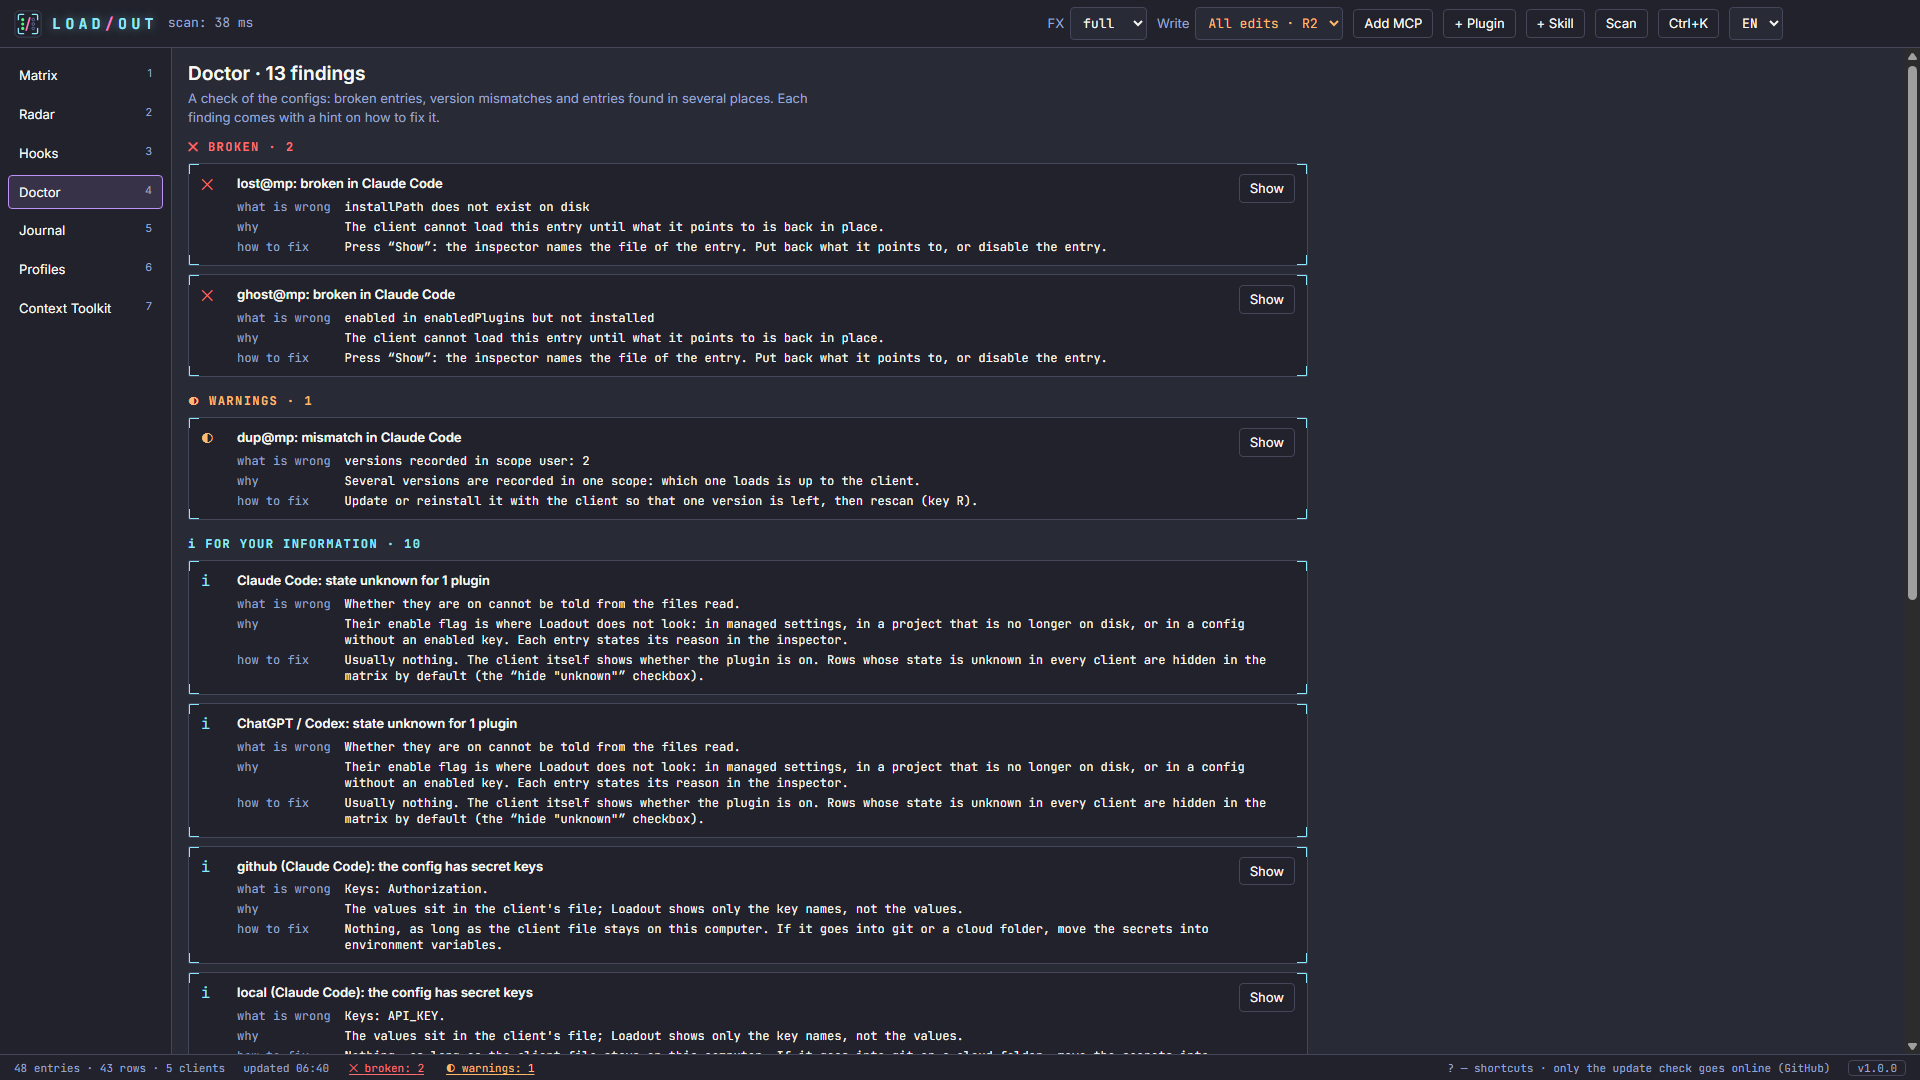 LOAD/OUT scan: 38 ms FX full Write All edits · R2 Add MCP + Plugin + Skill Scan Ctrl+K EN
Matrix 1
Radar 2
Hooks 3
Doctor 4
Journal 5
Profiles 6
Context Toolkit 7
Doctor · 13 findings
A check of the configs: broken entries, version mismatches and entries found in several places. Each
finding comes with a hint on how to fix it.
BROKEN · 2
lost@mp: broken in Claude Code Show
what is wrong installPath does not exist on disk
why The client cannot load this entry until what it points to is back in place.
how to fix Press “Show”: the inspector names the file of the entry. Put back what it points to, or disable the entry.
ghost@mp: broken in Claude Code Show
what is wrong enabled in enabledPlugins but not installed
why The client cannot load this entry until what it points to is back in place.
how to fix Press “Show”: the inspector names the file of the entry. Put back what it points to, or disable the entry.
WARNINGS · 1
dup@mp: mismatch in Claude Code Show
what is wrong versions recorded in scope user: 2
why Several versions are recorded in one scope: which one loads is up to the client.
how to fix Update or reinstall it with the client so that one version is left, then rescan (key R).
i FOR YOUR INFORMATION · 10
i Claude Code: state unknown for 1 plugin
what is wrong Whether they are on cannot be told from the files read.
why Their enable flag is where Loadout does not look: in managed settings, in a project that is no longer on disk, or in a config
without an enabled key. Each entry states its reason in the inspector.
how to fix Usually nothing. The client itself shows whether the plugin is on. Rows whose state is unknown in every client are hidden in the
matrix by default (the “hide "unknown"” checkbox).
i ChatGPT / Codex: state unknown for 1 plugin
what is wrong Whether they are on cannot be told from the files read.
why Their enable flag is where Loadout does not look: in managed settings, in a project that is no longer on disk, or in a config
without an enabled key. Each entry states its reason in the inspector.
how to fix Usually nothing. The client itself shows whether the plugin is on. Rows whose state is unknown in every client are hidden in the
matrix by default (the “hide "unknown"” checkbox).
i github (Claude Code): the config has secret keys Show
what is wrong Keys: Authorization.
why The values sit in the client's file; Loadout shows only the key names, not the values.
how to fix Nothing, as long as the client file stays on this computer. If it goes into git or a cloud folder, move the secrets into
environment variables.
i local (Claude Code): the config has secret keys Show
what is wrong Keys: API_KEY.
why The values sit in the client's file; Loadout shows only the key names, not the values.
48 entries · 43 rows · 5 clients updated 06:40 broken: 2 warnings: 1 ? — shortcuts · only the update check goes online (GitHub) v1.0.0